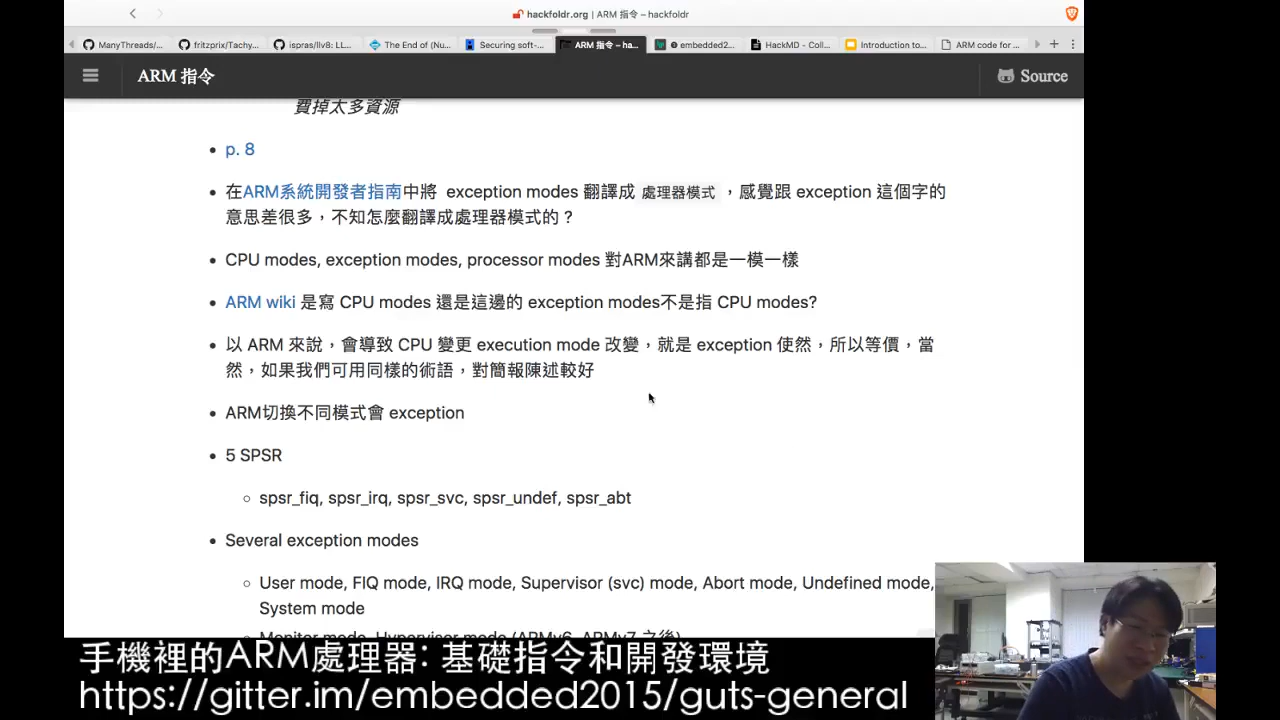 hackfoldr.org | ARM 指令 – hackfoldr
ManyThreads/...
fritzprix/Tachy...
ispras/llv8: LL...
The End of (Nu...
Securing soft-...
ARM 指令 – ha...
embedded2...
HackMD - Coll...
Introduction to...
ARM code for ...
ARM 指令
Source
費掉太多資源
• p. 8
• 在ARM系統開發者指南中將 exception modes 翻譯成 處理器模式 ，感覺跟 exception 這個字的
意思差很多，不知怎麼翻譯成處理器模式的？
• CPU modes, exception modes, processor modes 對ARM來講都是一模一樣
• ARM wiki 是寫 CPU modes 還是這邊的 exception modes不是指 CPU modes?
• 以 ARM 來說，會導致 CPU 變更 execution mode 改變，就是 exception 使然，所以等價，當
然，如果我們可用同樣的術語，對簡報陳述較好
• ARM切換不同模式會 exception
• 5 SPSR
◦ spsr_fiq, spsr_irq, spsr_svc, spsr_undef, spsr_abt
• Several exception modes
◦ User mode, FIQ mode, IRQ mode, Supervisor (svc) mode, Abort mode, Undefined mode,
System mode
◦ Monitor mode, Hypervisor mode (ARMv6, ARMv7 之後)
手機裡的ARM處理器: 基礎指令和開發環境
https://gitter.im/embedded2015/guts-general